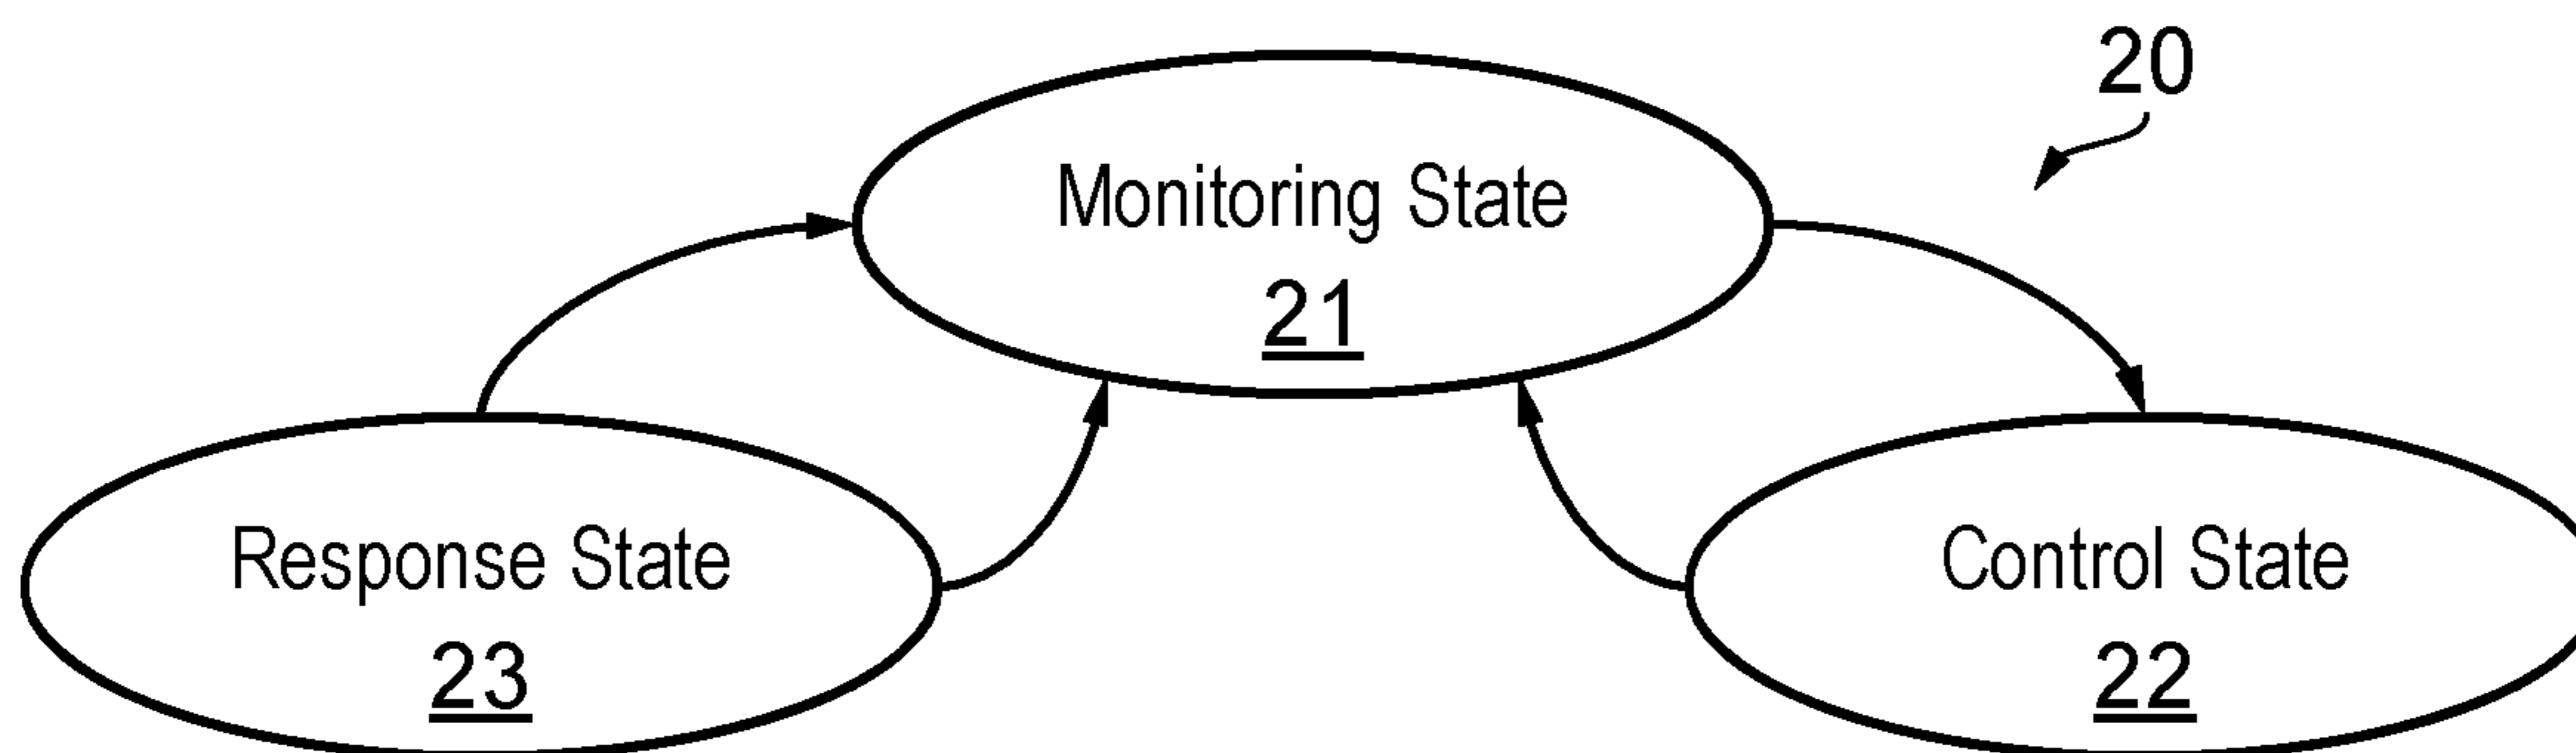 20
Monitoring State
21
Response State
23
Control State
22